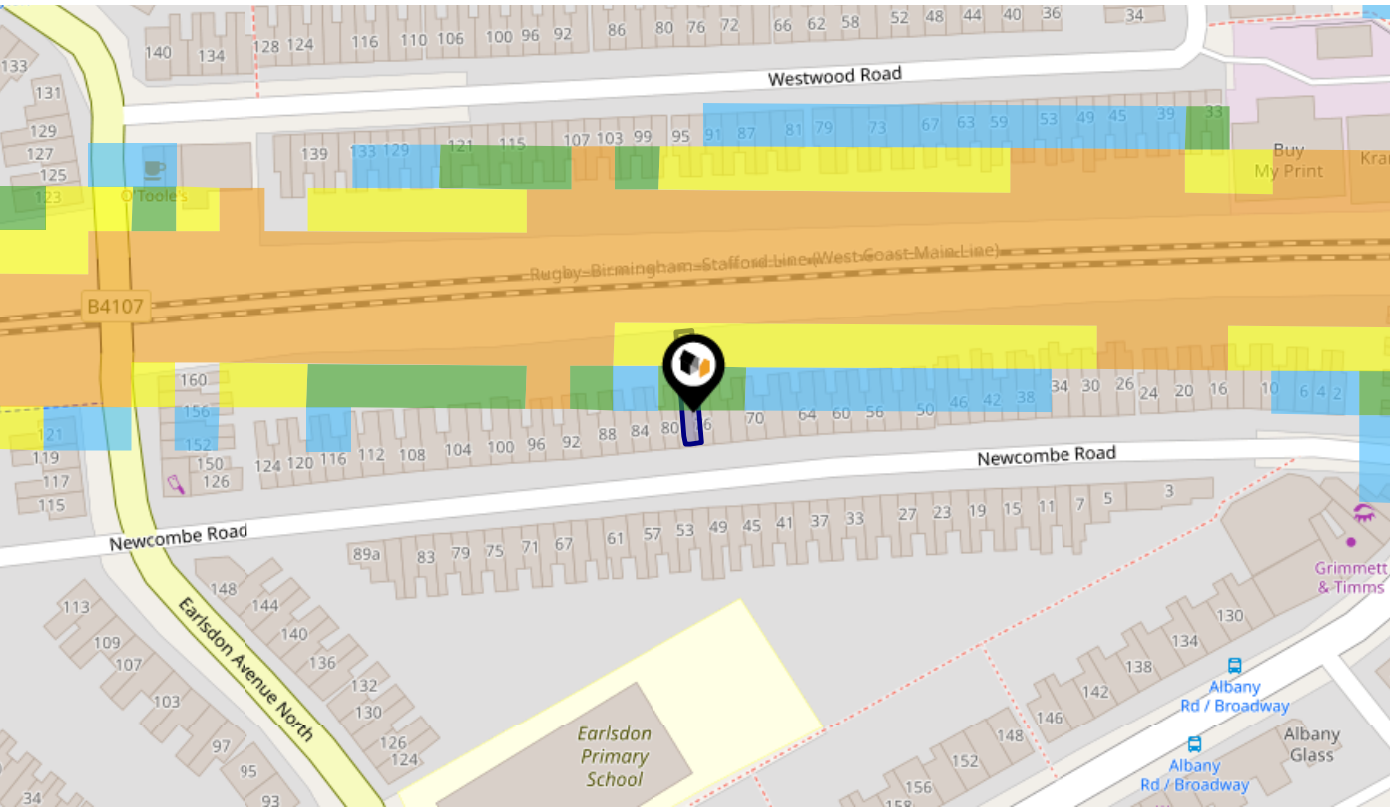 140
134
128 124
116
110 106
100 96 92
86
80 76 72
66 62 58
52 48 44 40 36
34
133
131
129
127
125
123
Westwood Road
O'Toole's
139
133 129
121
115
107 103 99
95
91 87
81 79
73
67 63 59
53 49 45
39
33
Buy
My Print
Rugby–Birmingham–Stafford Line (West Coast Main Line)
B4107
160
156
152
150
126
121
119
117
115
124 120 116 112 108
104 100 96 92
88 84 80
70
64 60 56
50 46 42 38
34 30 26
24 20 16
10 6 4 2
Newcombe Road
Newcombe Road
89a
83 79 75 71 67
61 57 53 49 45 41 37 33
27 23 19 15 11 7 5
3
Grimmett
& Timms
148
144
140
136
132
130
126
124
Earlsdon Avenue North
113
109
107
103
97
95
93
34
Earlsdon
Primary
School
130
134
138
142
146
148
152
156
158
Albany
Rd / Broadway
Albany
Rd / Broadway
Albany
Glass